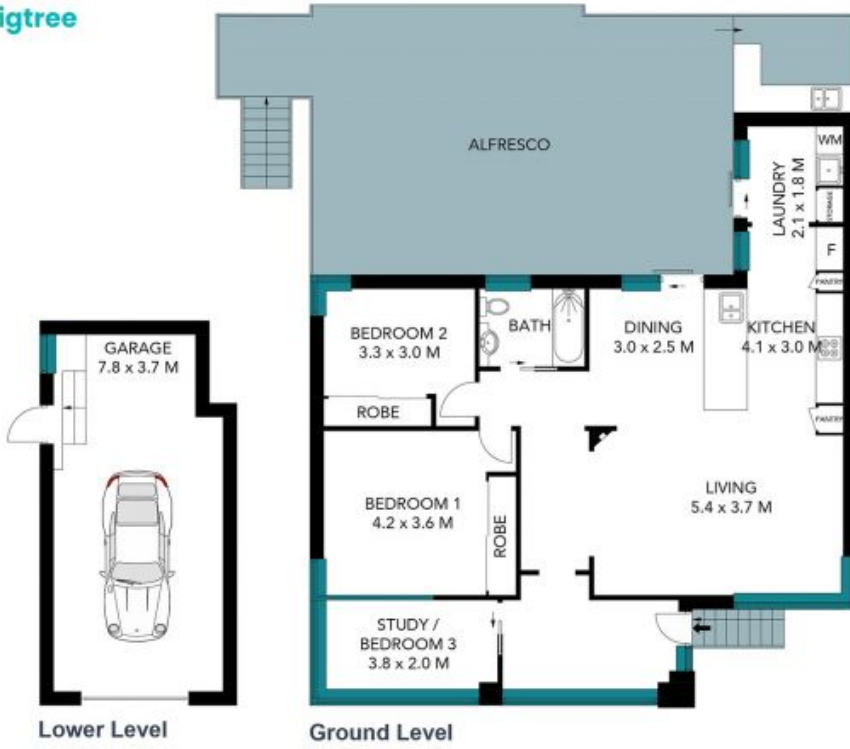 igtree
ALFRESCO
WM
LAUNDRY
2.1 x 1.8 M
STORAGE
F
PANTRY
BEDROOM 2
3.3 x 3.0 M
BATH
DINING
3.0 x 2.5 M
KITCHEN
4.1 x 3.0 M
ROBE
PANTRY
GARAGE
7.8 x 3.7 M
BEDROOM 1
4.2 x 3.6 M
ROBE
LIVING
5.4 x 3.7 M
STUDY /
BEDROOM 3
3.8 x 2.0 M
Lower Level
Ground Level